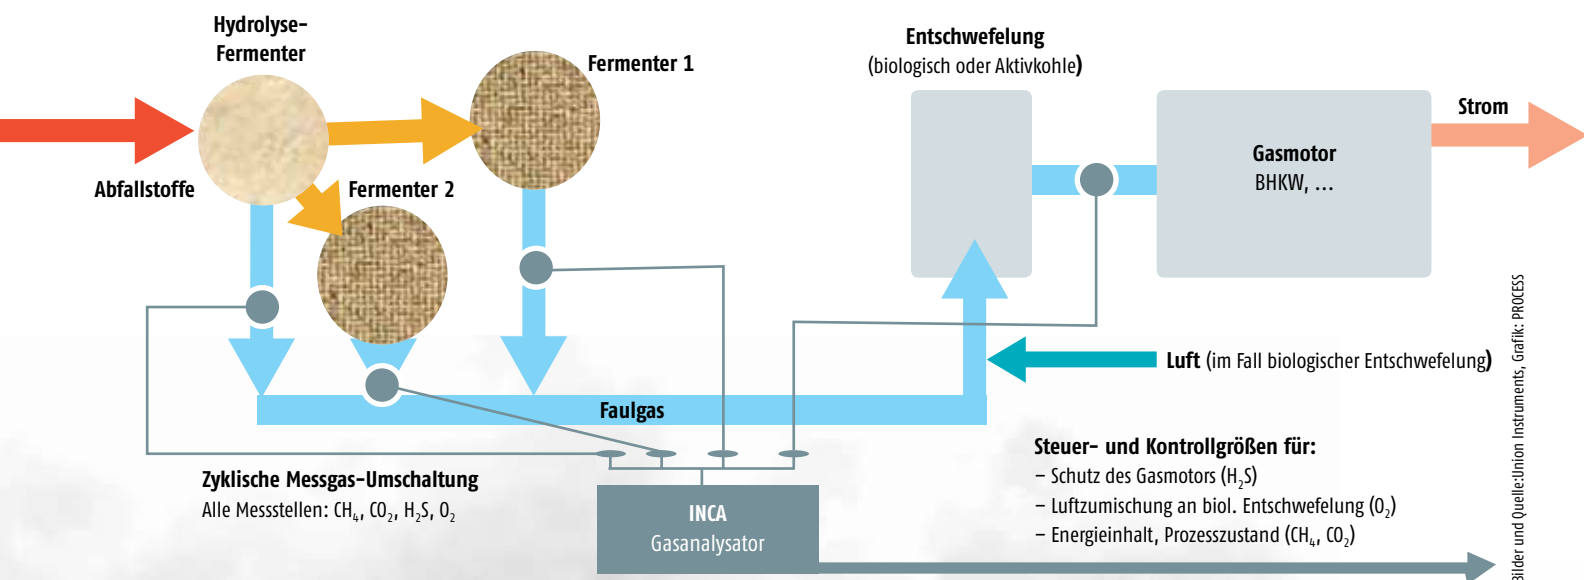 Hydrolyse-
Fermenter
Fermenter 1
Entschwefelung
(biologisch oder Aktivkohle)
Strom
Gasmotor
BHKW, ...
Abfallstoffe
Fermenter 2
Luft (im Fall biologischer Entschwefelung)
Faulgas
Zyklische Messgas-Umschaltung
Alle Messstellen: CH₄, CO₂, H₂S, O₂
INCA
Gasanalysator
Steuer- und Kontrollgrößen für:
– Schutz des Gasmotors (H₂S)
– Luftzumischung an biol. Entschwefelung (O₂)
– Energieinhalt, Prozesszustand (CH₄, CO₂)
Bilder und Quelle:Union Instruments, Grafik: PROCESS